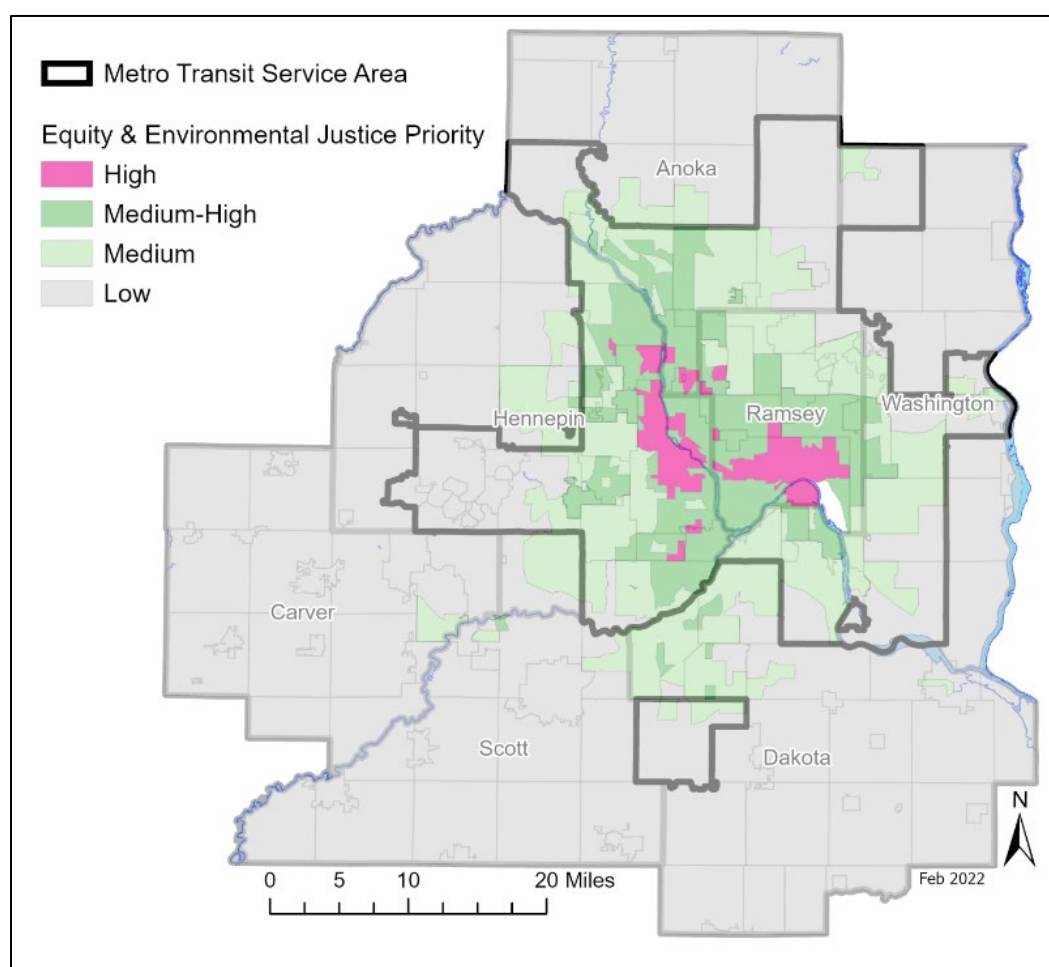 Metro Transit Service Area
Equity & Environmental Justice Priority
High
Medium-High
Medium
Low
Anoka
Hennepin
Ramsey
Washington
Carver
Scott
Dakota
N
0 5 10 20 Miles
Feb 2022